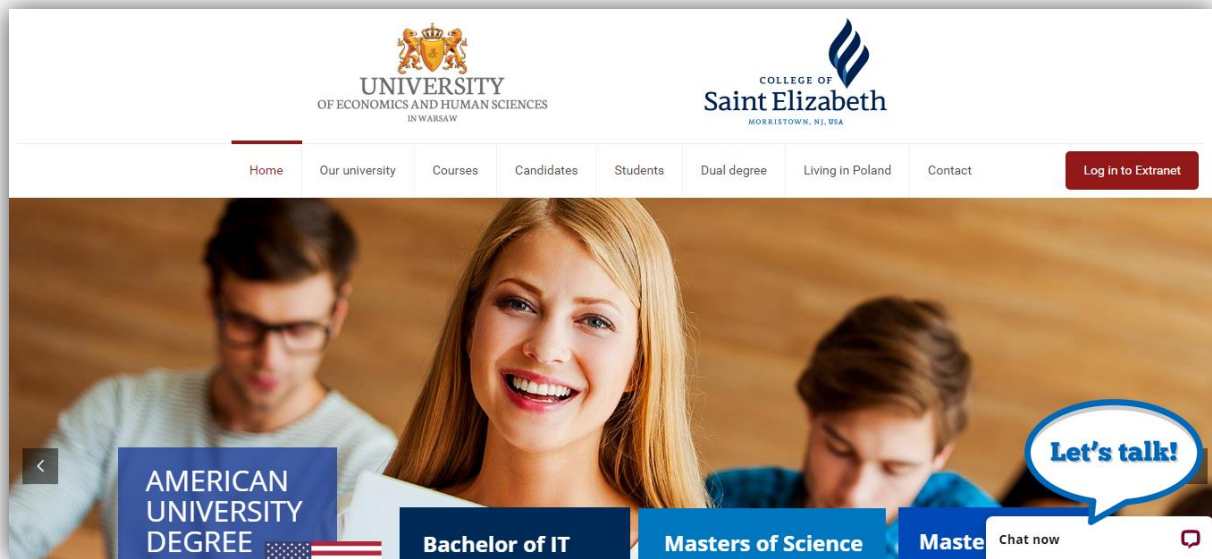 UNIVERSITY
OF ECONOMICS AND HUMAN SCIENCES
IN WARSAW
COLLEGE OF
Saint Elizabeth
MORRISTOWN, NJ, USA
Home Our university Courses Candidates Students Dual degree Living in Poland Contact Log in to Extranet
AMERICAN
UNIVERSITY
DEGREE
Bachelor of IT
Masters of Science
Maste
Let's talk!
Chat now